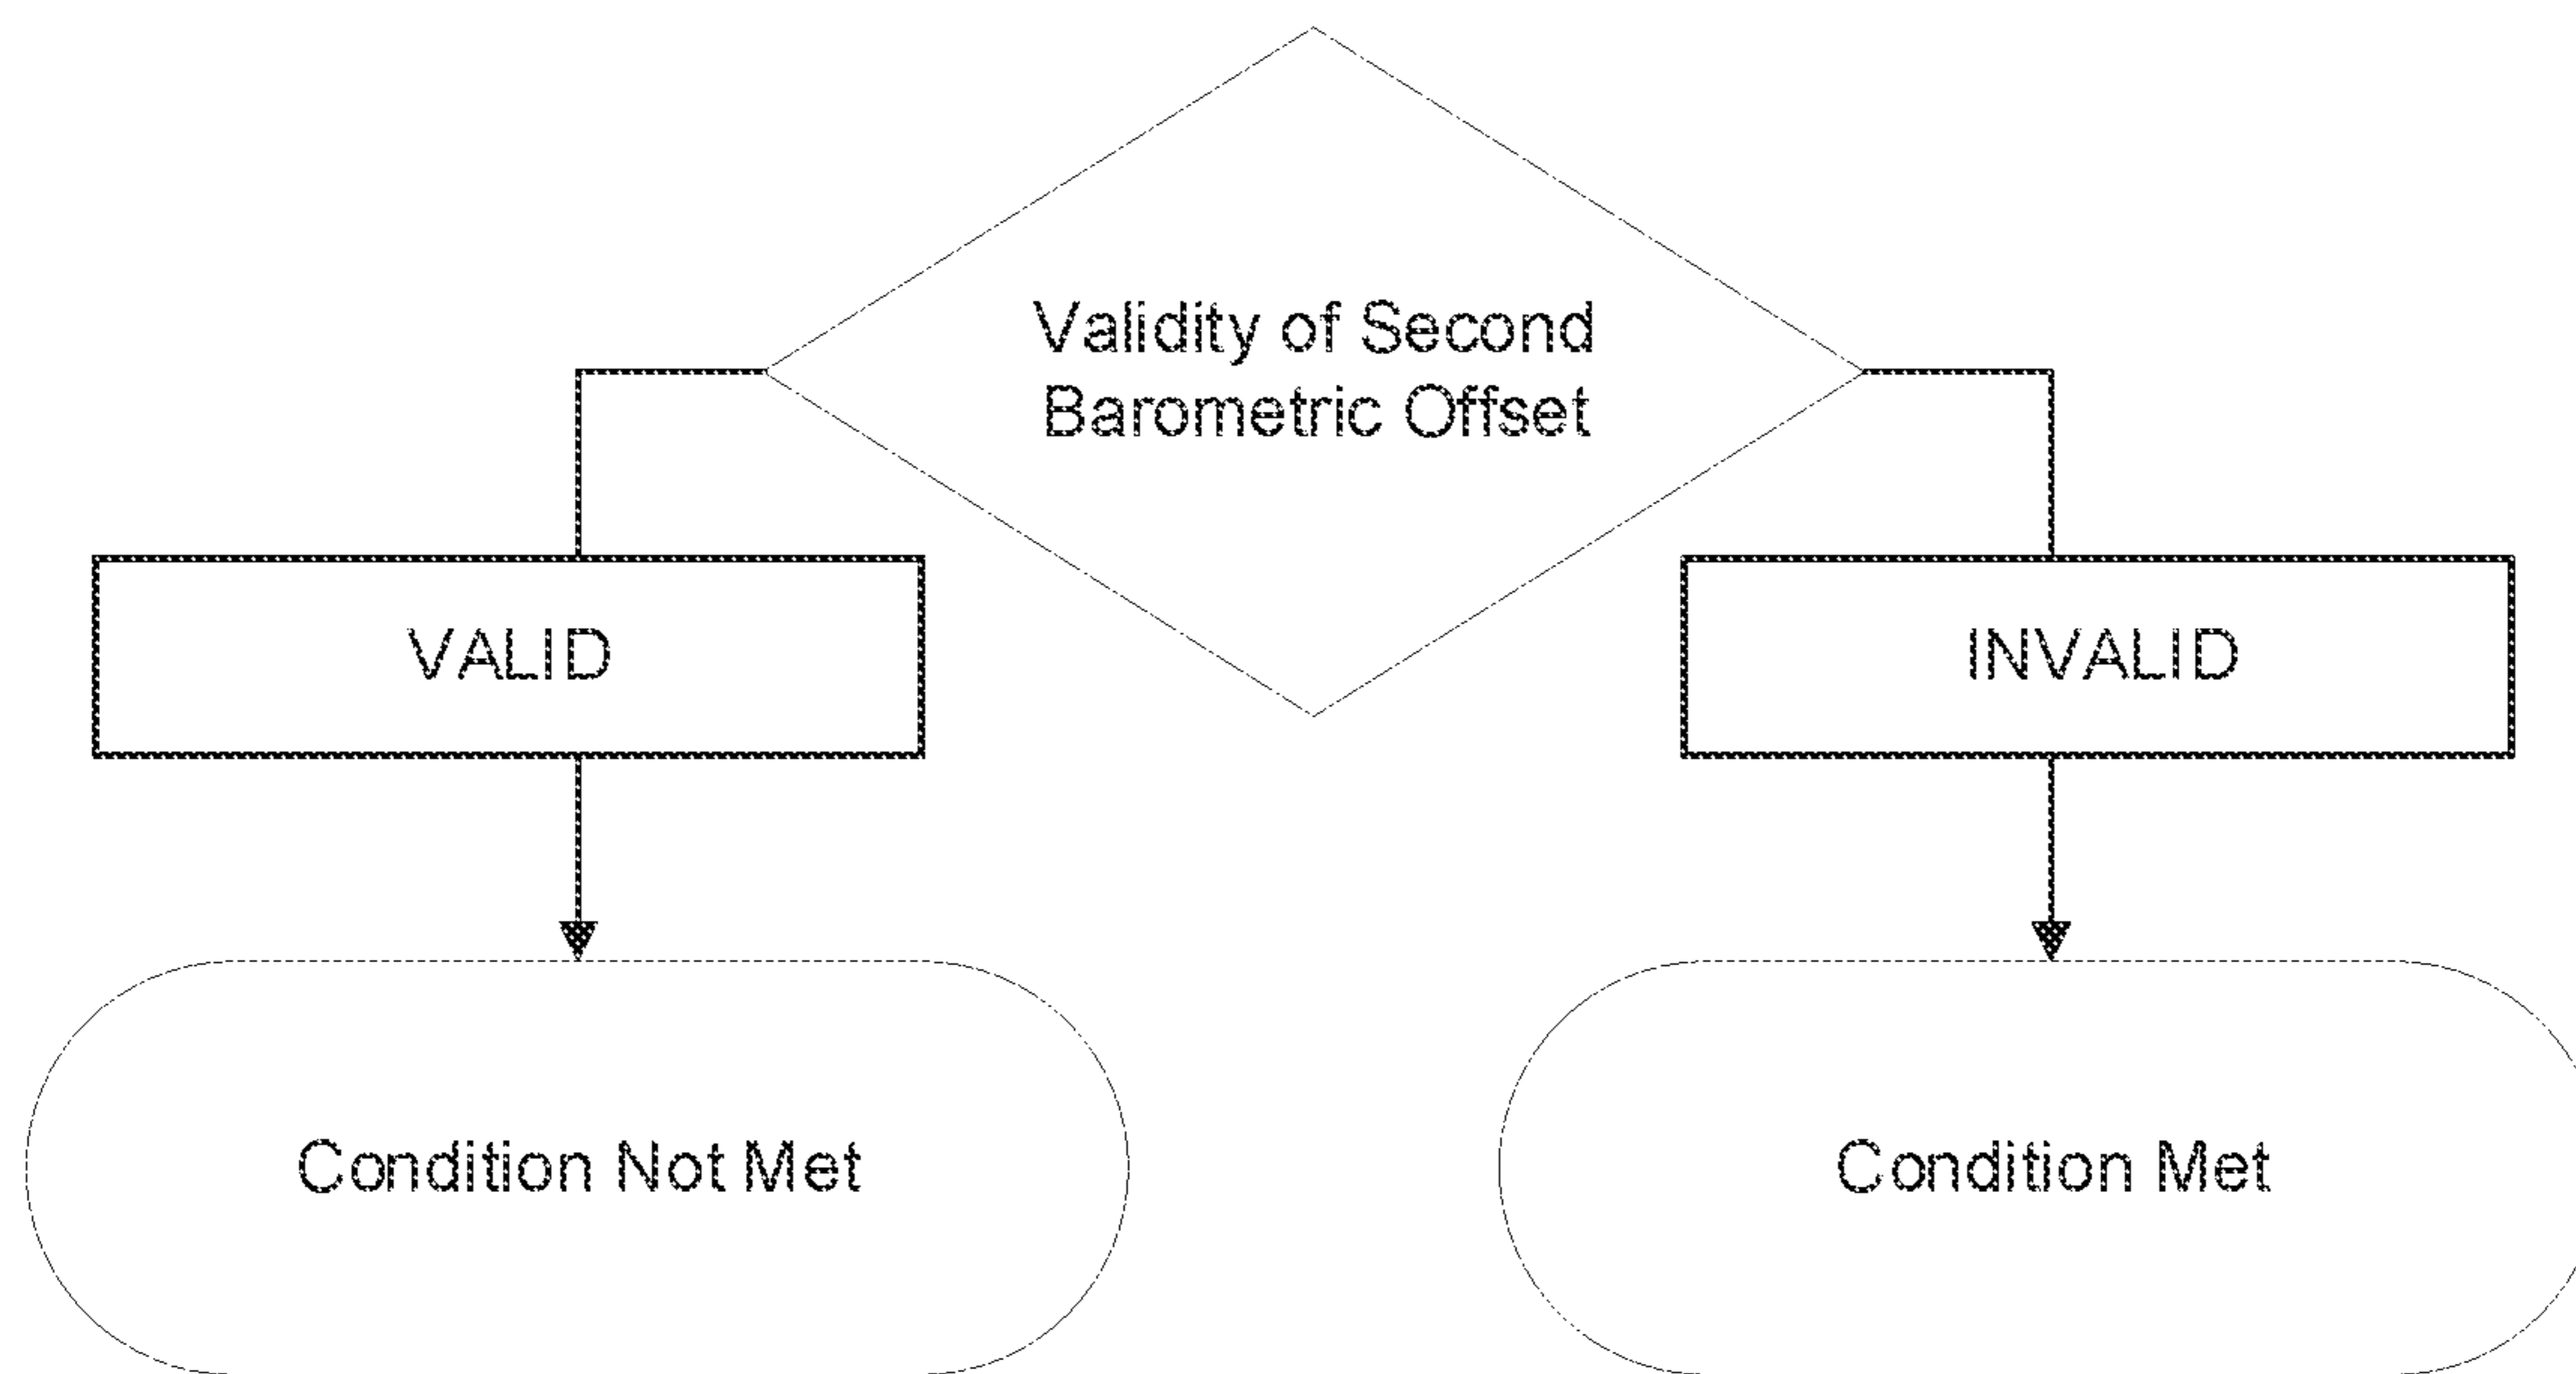 Validity of Second
Barometric Offset
VALID
INVALID
Condition Not Met
Condition Met